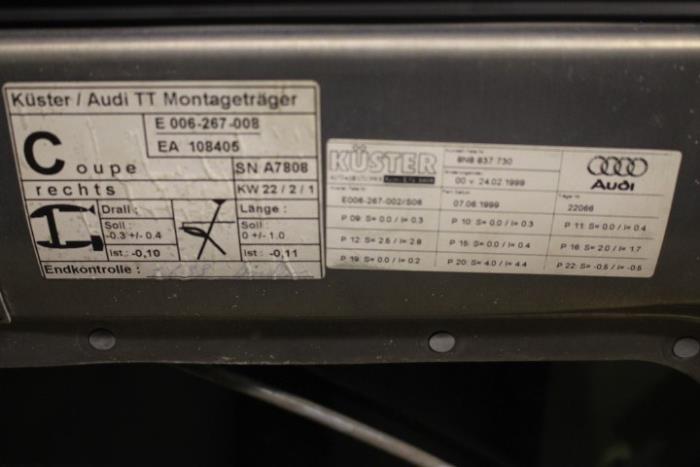 Küster / Audi TT Montageträger
Coupe
E 006-267-008
EA 108405
SN A7808
rechts
KW 22 / 2 / 1
Drall :
Soll :
-0.3 +/- 0.4
Ist : -0,10
Länge :
Soll :
0 +/- 1.0
Ist : -0,11
Endkontrolle :
KÜSTER
8N8 837 730
00 v. 24.02.1999
Audi
E006-267-002/S06
07.06.1999
22066
P 09: S= 0.0 / I= 0.3
P 10: S= 0.0 / I= 0.3
P 11: S= 0.0 / I= 0.4
P 12: S= 2.6 / I= 2.8
P 15: S= 0.0 / I= 0.4
P 16: S= 2.0 / I= 1.7
P 19: S= 0.0 / I= 0.2
P 20: S= 4.0 / I= 4.4
P 22: S= -0.5 / I= -0.5